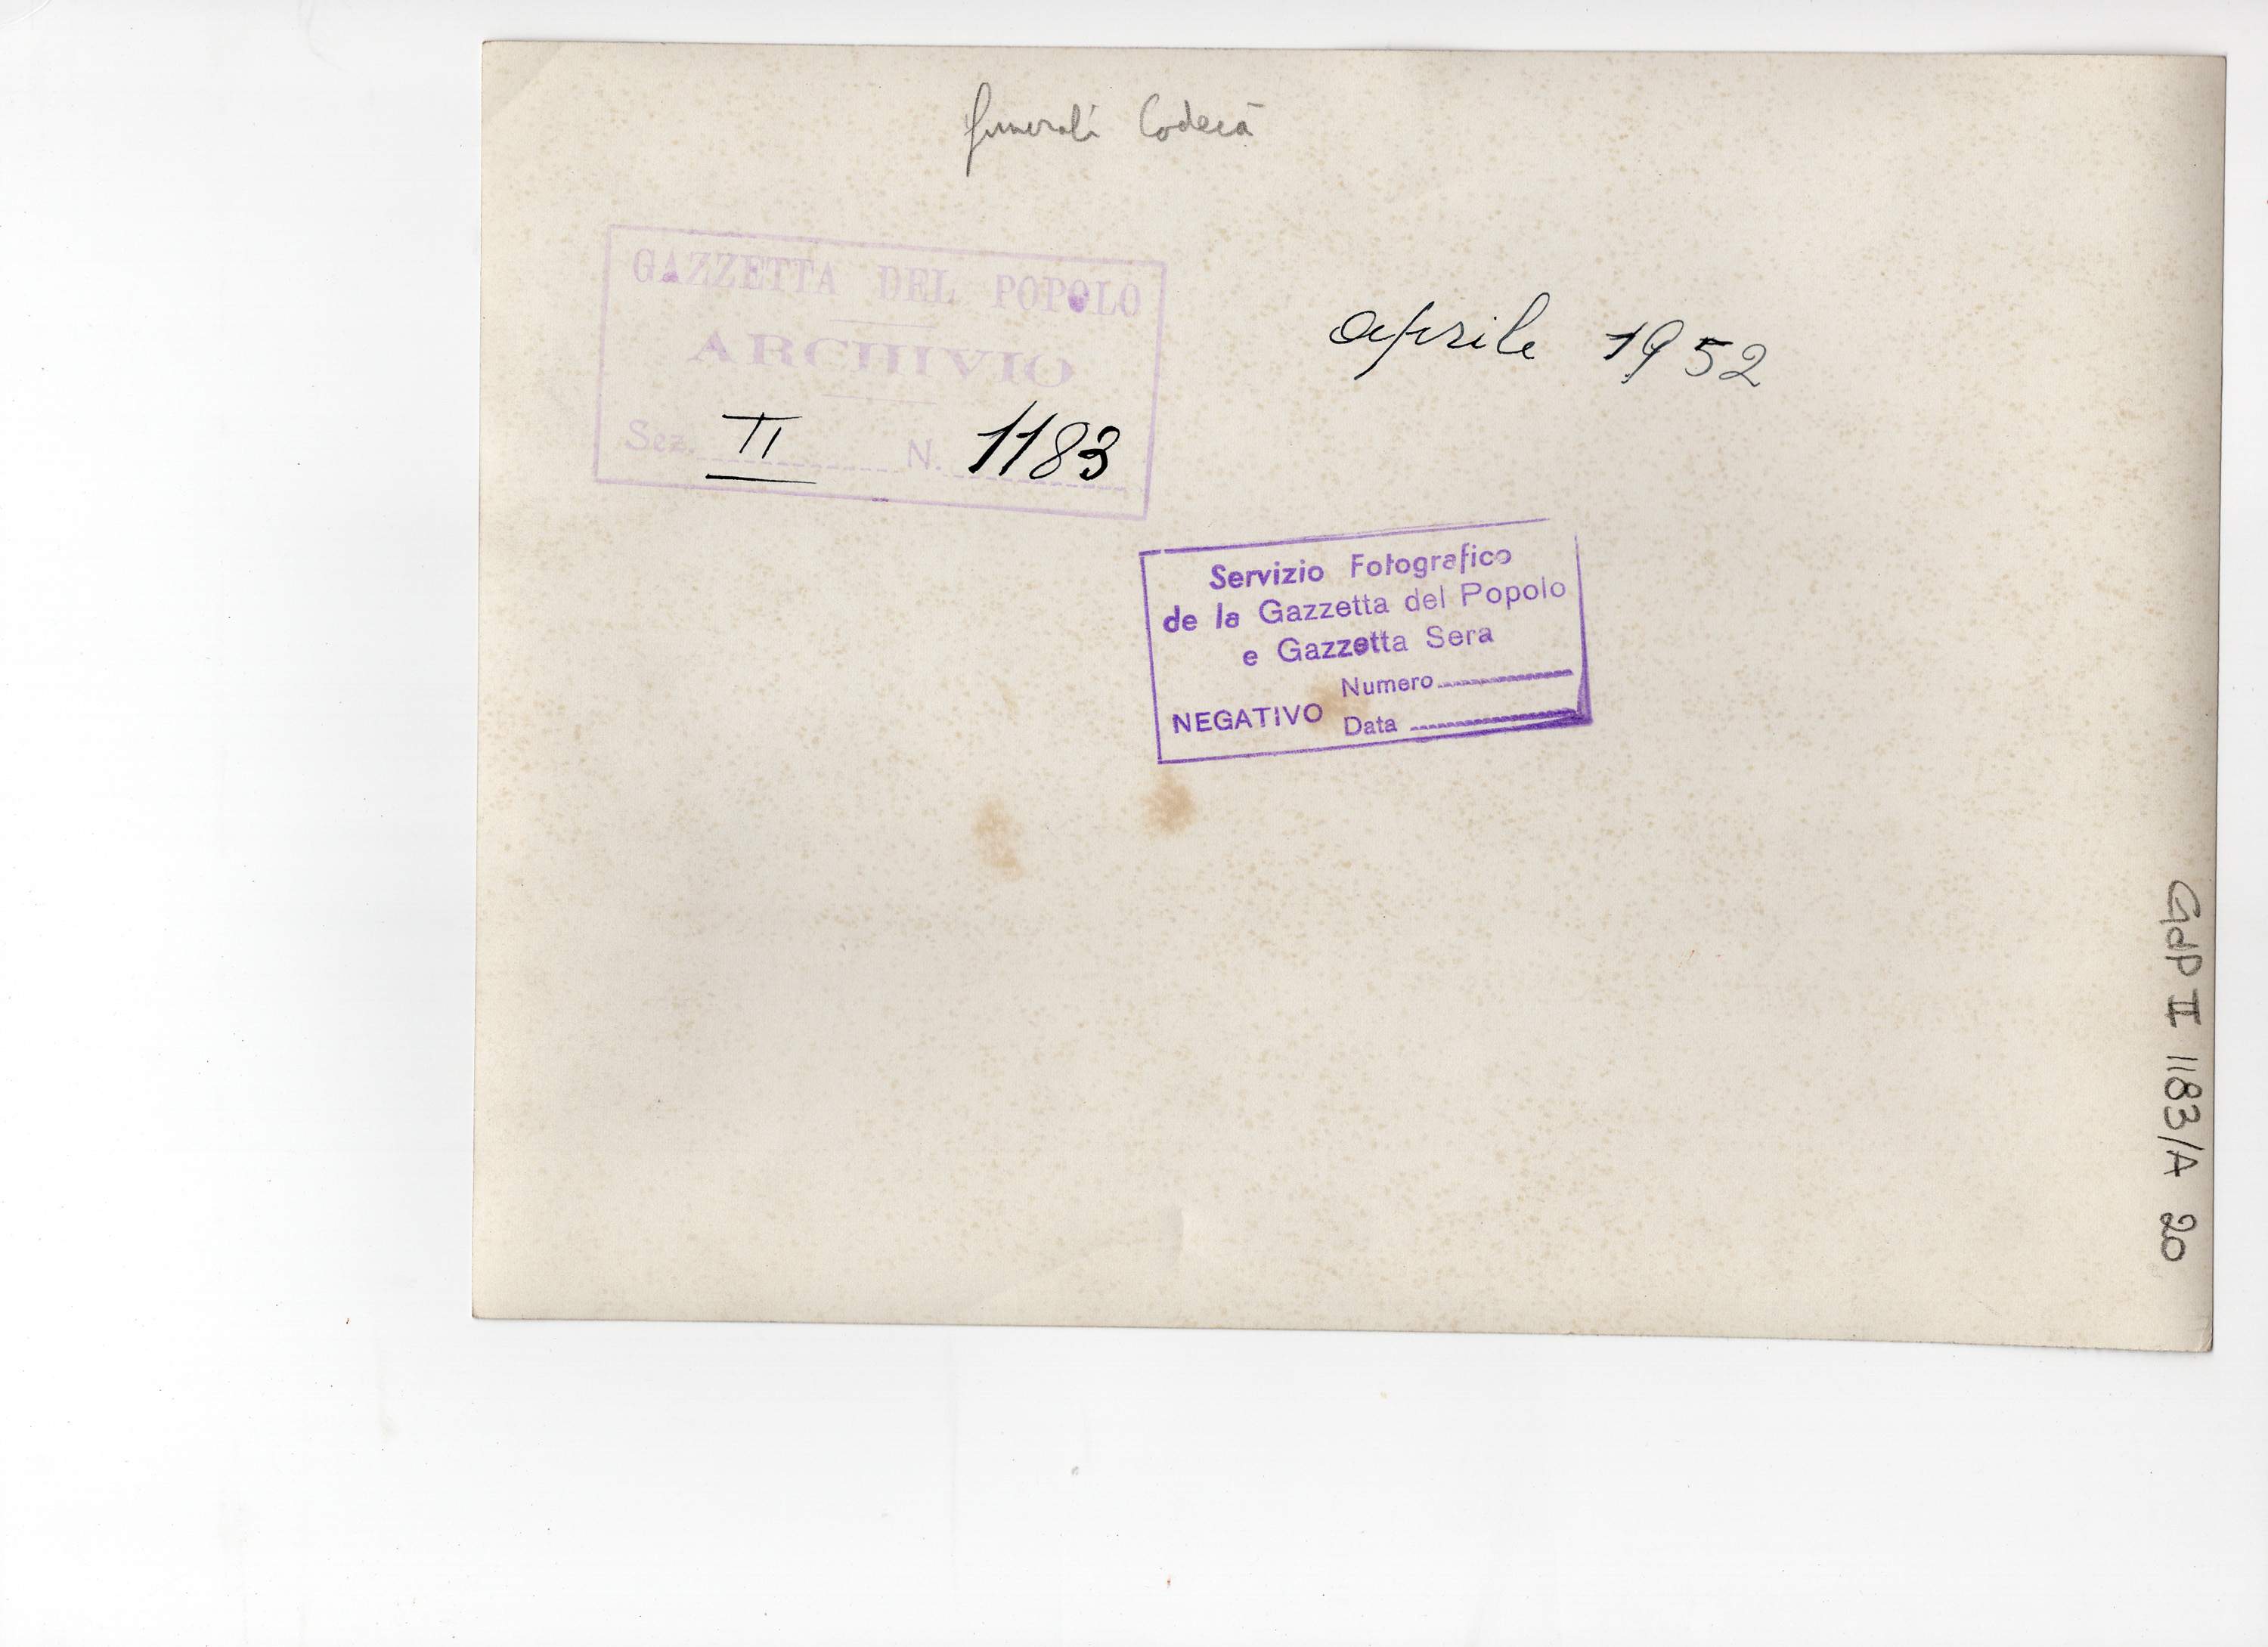 funerali Codecà
GAZZETTA DEL POPOLO
ARCHIVIO
Sez. II N. 1183
aprile 1952
Servizio Fotografico
de la Gazzetta del Popolo
e Gazzetta Sera
Numero
NEGATIVO
Data
GdP II 1183/A 20